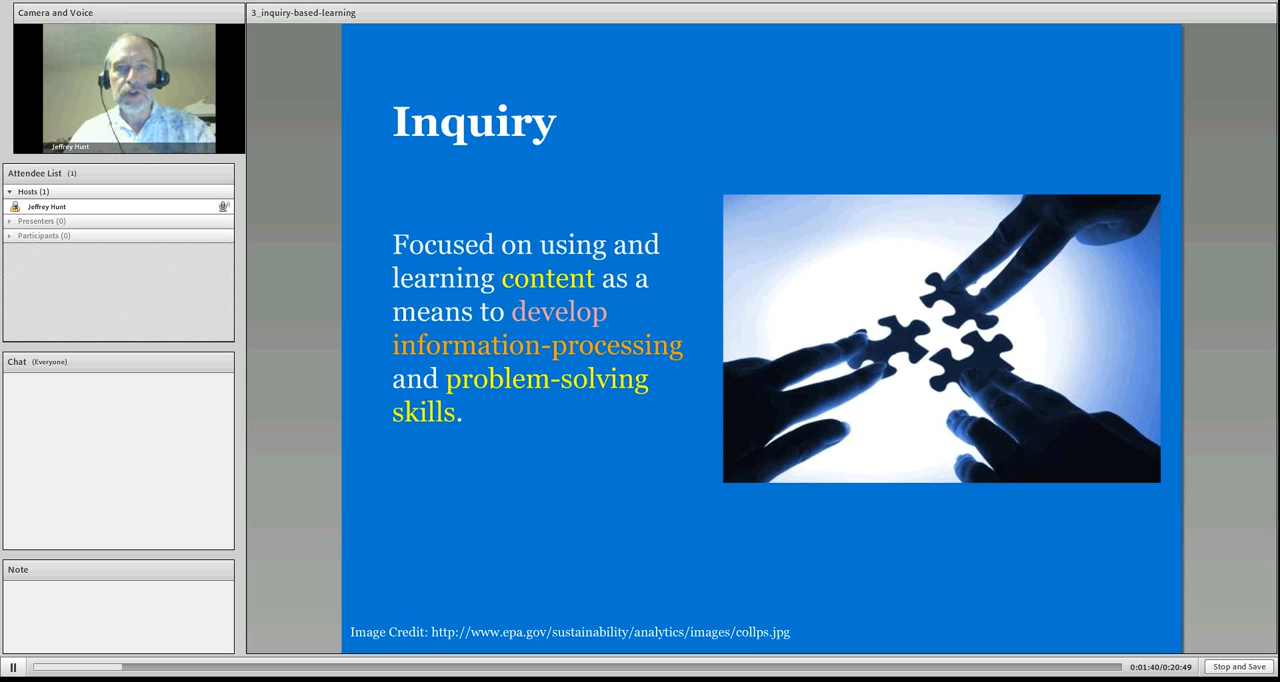 Camera and Voice
Jeffrey Hunt
Attendee List (1)
Hosts (1)
Jeffrey Hunt
Presenters (0)
Participants (0)
Chat (Everyone)
Note
3_inquiry-based-learning
Inquiry
Focused on using and
learning content as a
means to develop
information-processing
and problem-solving
skills.
Image Credit: http://www.epa.gov/sustainability/analytics/images/collps.jpg
0:01:40/0:20:49
Stop and Save